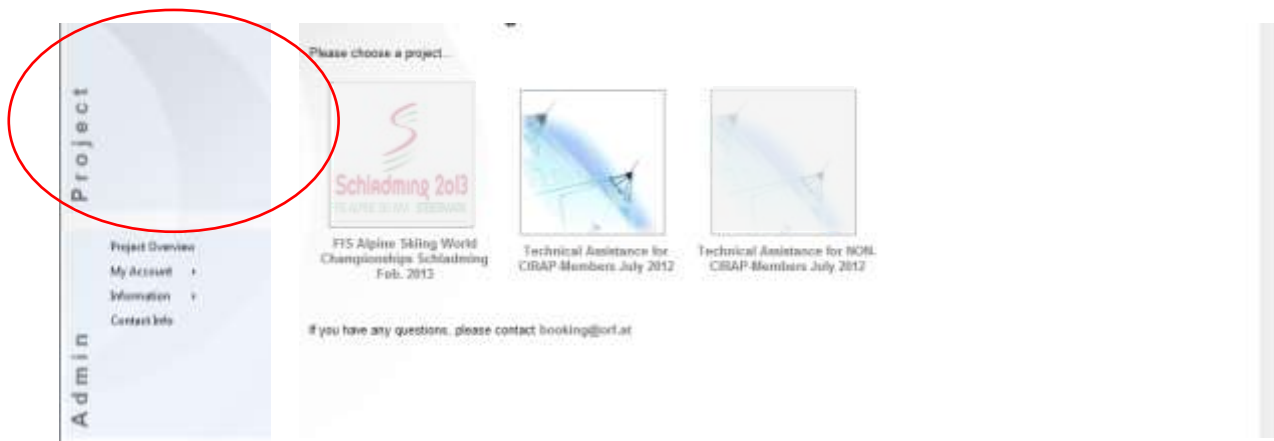 Project
Please choose a project...
Schladming 2013
FIS Alpine Skiing World
Championships Schladming
Feb. 2013
Technical Assistance for
CIRAP-Members July 2012
Technical Assistance for NON-
CIRAP-Members July 2012
Project Overview
My Account
Information
Contact Info
If you have any questions, please contact booking@orf.at
Admin